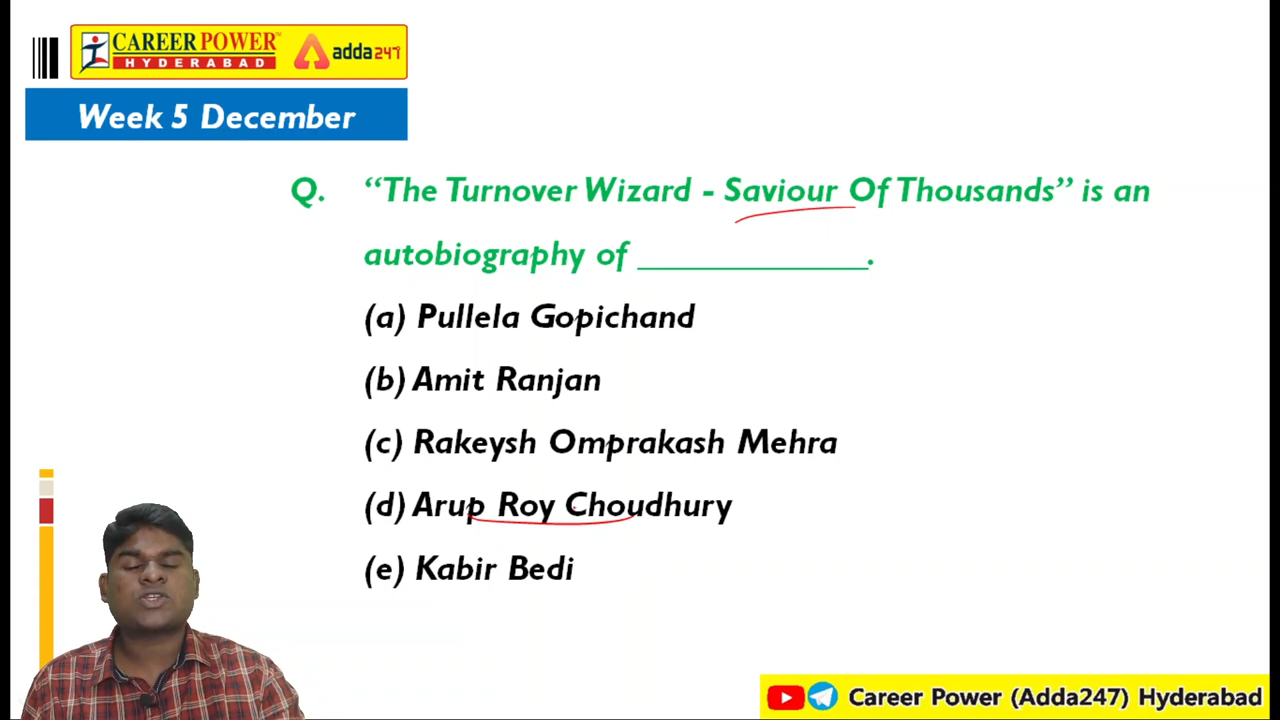 CAREER POWER™
HYDERABAD
adda247
Week 5 December
Q. “The Turnover Wizard - Saviour Of Thousands” is an
autobiography of ______________.
(a) Pullela Gopichand
(b) Amit Ranjan
(c) Rakeysh Omprakash Mehra
(d) Arup Roy Choudhury
(e) Kabir Bedi
Career Power (Adda247) Hyderabad